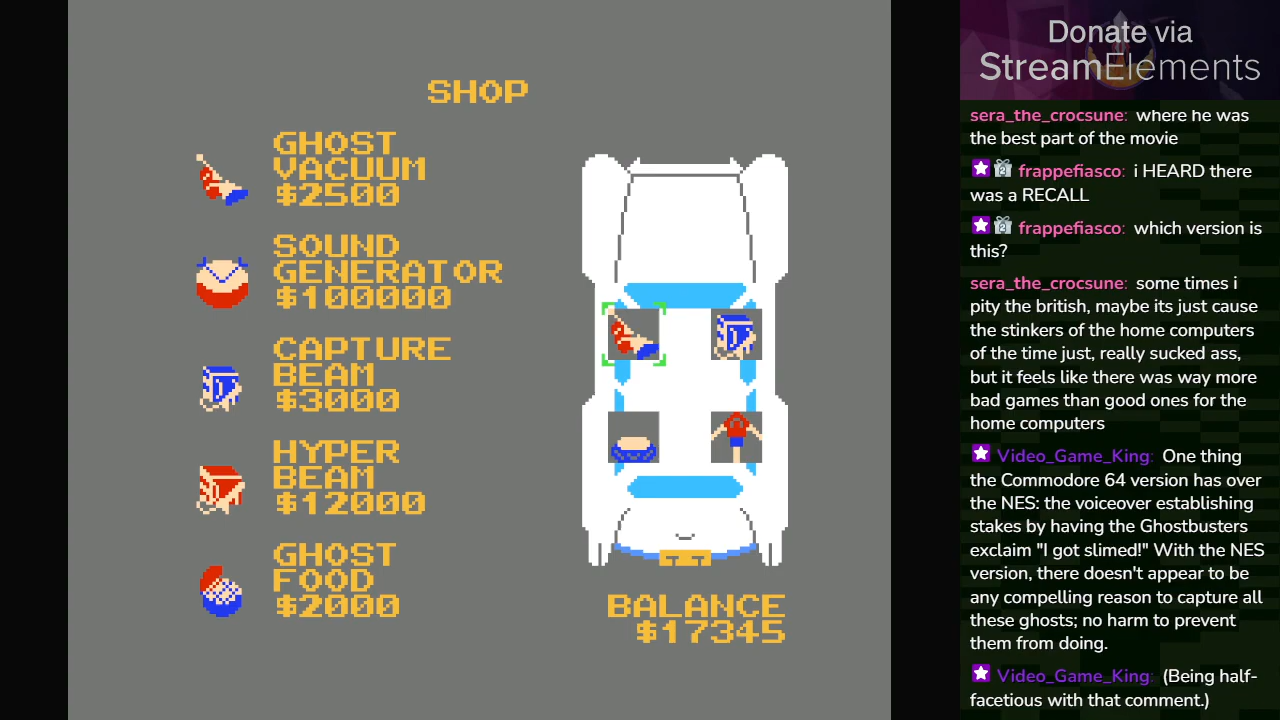 SHOP
GHOST
VACUUM
$2500
SOUND
GENERATOR
$100000
CAPTURE
BEAM
$3000
HYPER
BEAM
$12000
GHOST
FOOD
$2000
BALANCE
$17345
Donate via
StreamElements
sera_the_crocsune: where he was
the best part of the movie
frappefiasco: i HEARD there
was a RECALL
frappefiasco: which version is
this?
sera_the_crocsune: some times i
pity the british, maybe its just cause
the stinkers of the home computers
of the time just, really sucked ass,
but it feels like there was way more
bad games than good ones for the
home computers
Video_Game_King: One thing
the Commodore 64 version has over
the NES: the voiceover establishing
stakes by having the Ghostbusters
exclaim "I got slimed!" With the NES
version, there doesn't appear to be
any compelling reason to capture all
these ghosts; no harm to prevent
them from doing.
Video_Game_King: (Being half-
facetious with that comment.)